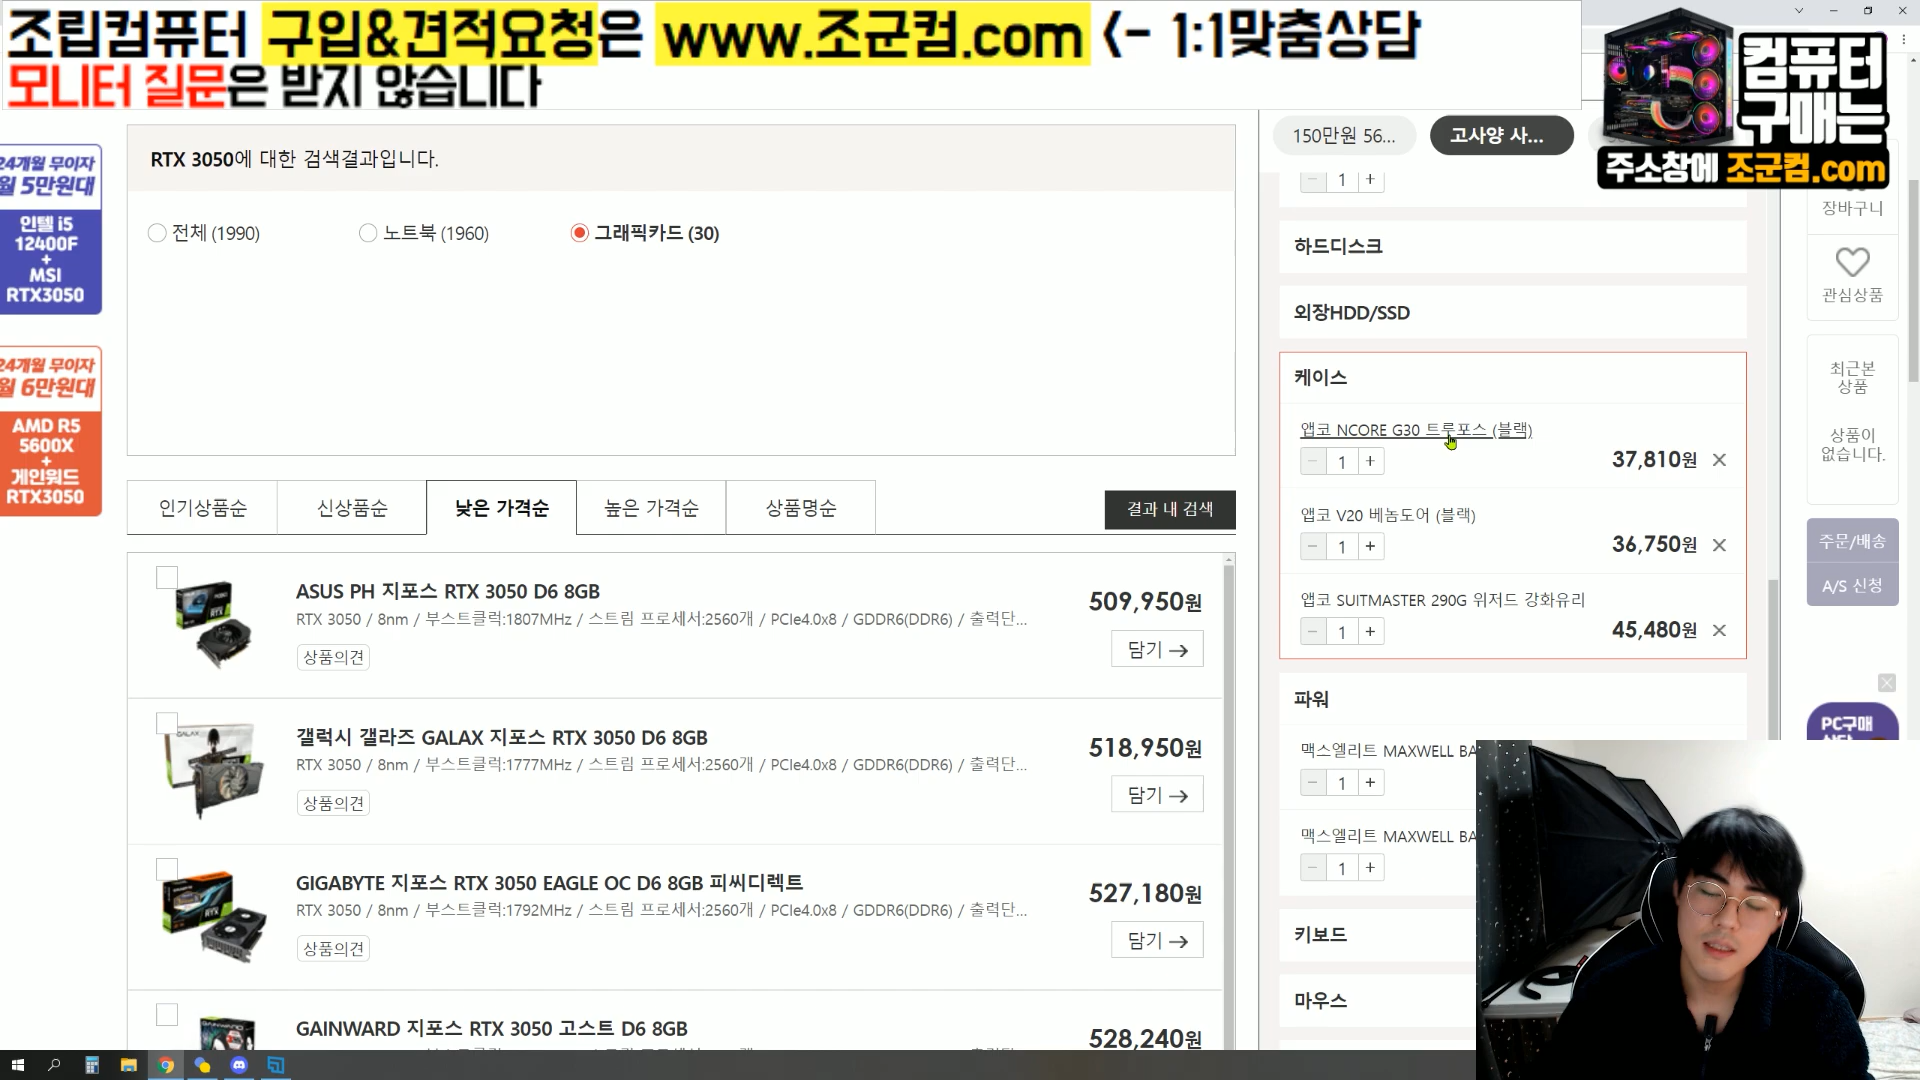 조립컴퓨터 구입&견적요청은 www.조군컴.com <- 1:1맞춤상담
모니터 질문은 받지 않습니다
컴퓨터
구매는
주소창에 조군컴.com
24개월 무이자
월 5만원대
인텔 i5
12400F
+
MSI
RTX3050
24개월 무이자
월 6만원대
AMD R5
5600X
+
게인워드
RTX3050
RTX 3050에 대한 검색결과입니다.
전체 (1990)
노트북 (1960)
그래픽카드 (30)
인기상품순
신상품순
낮은 가격순
높은 가격순
상품명순
결과 내 검색
ASUS PH 지포스 RTX 3050 D6 8GB
RTX 3050 / 8nm / 부스트클럭:1807MHz / 스트림 프로세서:2560개 / PCIe4.0x8 / GDDR6(DDR6) / 출력단...
상품의견
509,950원
담기
GALAX
갤럭시 갤라즈 GALAX 지포스 RTX 3050 D6 8GB
RTX 3050 / 8nm / 부스트클럭:1777MHz / 스트림 프로세서:2560개 / PCIe4.0x8 / GDDR6(DDR6) / 출력단...
상품의견
518,950원
담기
GIGABYTE 지포스 RTX 3050 EAGLE OC D6 8GB 피씨디렉트
RTX 3050 / 8nm / 부스트클럭:1792MHz / 스트림 프로세서:2560개 / PCIe4.0x8 / GDDR6(DDR6) / 출력단...
상품의견
527,180원
담기
GAINWARD
GAINWARD 지포스 RTX 3050 고스트 D6 8GB
528,240원
150만원 56...
고사양 사...
1
하드디스크
외장HDD/SSD
케이스
앱코 NCORE G30 트루포스 (블랙)
1
37,810원
앱코 V20 베놈도어 (블랙)
1
36,750원
앱코 SUITMASTER 290G 위저드 강화유리
1
45,480원
파워
맥스엘리트 MAXWELL BA
1
맥스엘리트 MAXWELL BA
1
키보드
마우스
장바구니
관심상품
최근본
상품
상품이
없습니다.
주문/배송
A/S 신청
PC구매